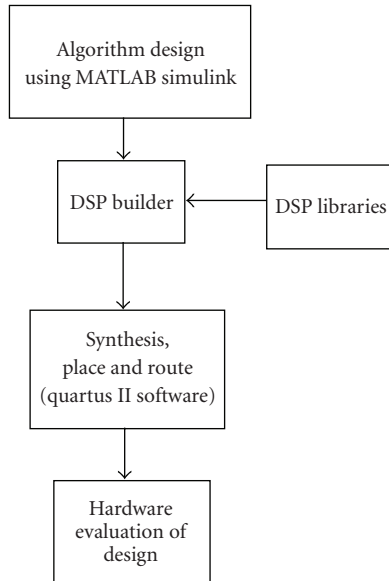 Algorithm design
using MATLAB simulink
DSP builder
DSP libraries
Synthesis,
place and route
(quartus II software)
Hardware
evaluation of
design